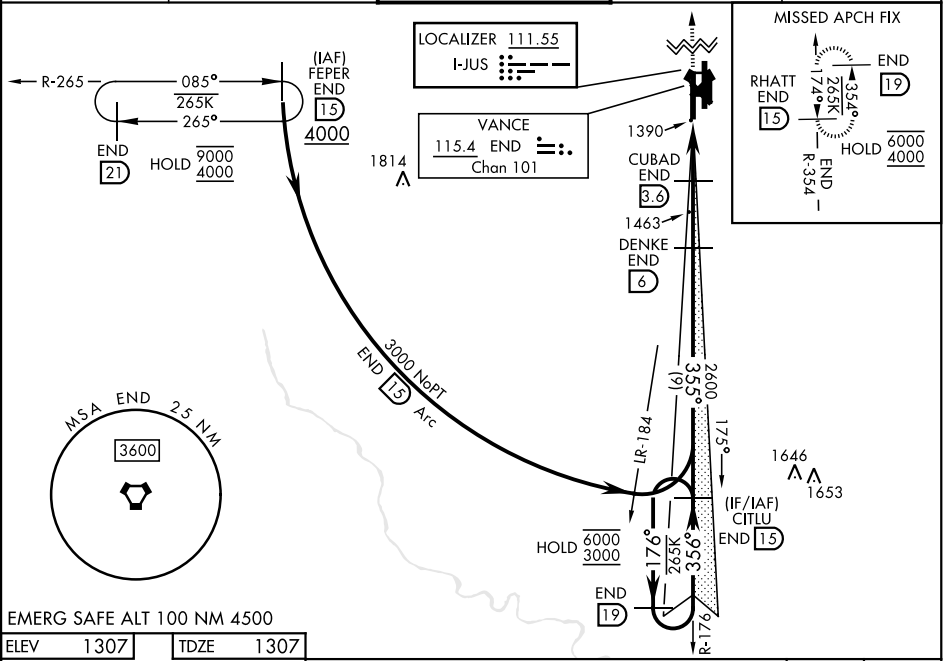 R-265
085°
265K
265°
(IAF)
FEPER
END
15
4000
END
21
HOLD 9000
4000
LOCALIZER 111.55
I-JUS
VANCE
115.4 END
Chan 101
1814
1390
CUBAD
END
3.6
1463
DENKE
END
6
MISSED APCH FIX
END
19
RHATT
END
15
174°
265K
354°
HOLD 6000
4000
END
R-354
3000 NoPT
END 15 Arc
LR-184
(9)
355°
2600
175°
1646
1653
(IF/IAF)
CITLU
END 15
HOLD 6000
3000
176°
265K
356°
END
19
R-176
MSA END 25 NM
3600
EMERG SAFE ALT 100 NM 4500
ELEV 1307
TDZE 1307